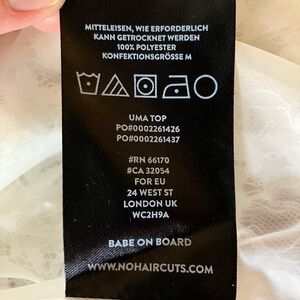 MITTELEISEN, WIE ERFORDERLICH
KANN GETROCKNET WERDEN
100% POLYESTER
KONFEKTIONSGRÖSSE M
UMA TOP
PO#0002261426
PO#0002261437
#RN 66170
#CA 32054
FOR EU
24 WEST ST
LONDON UK
WC2H9A
BABE ON BOARD
WWW.NOHAIRCUTS.COM